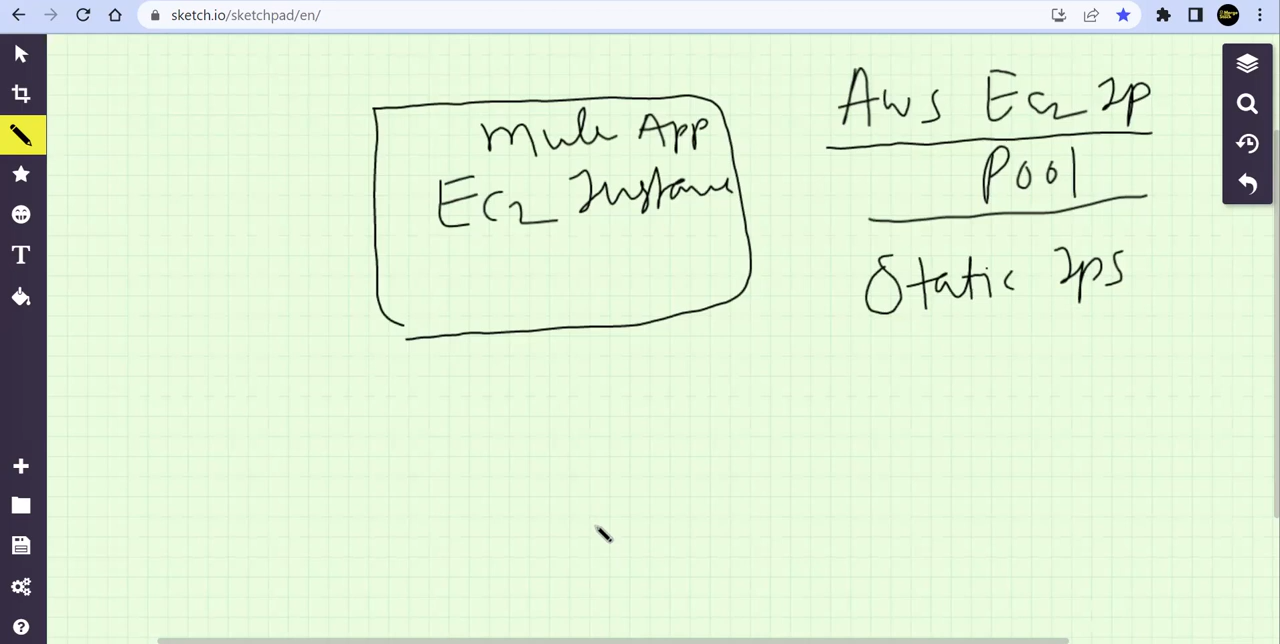 sketch.io/sketchpad/en/
Mule App
Ec2 Instance
Aws Ec2 Ip
Pool
Static Ips
T
?